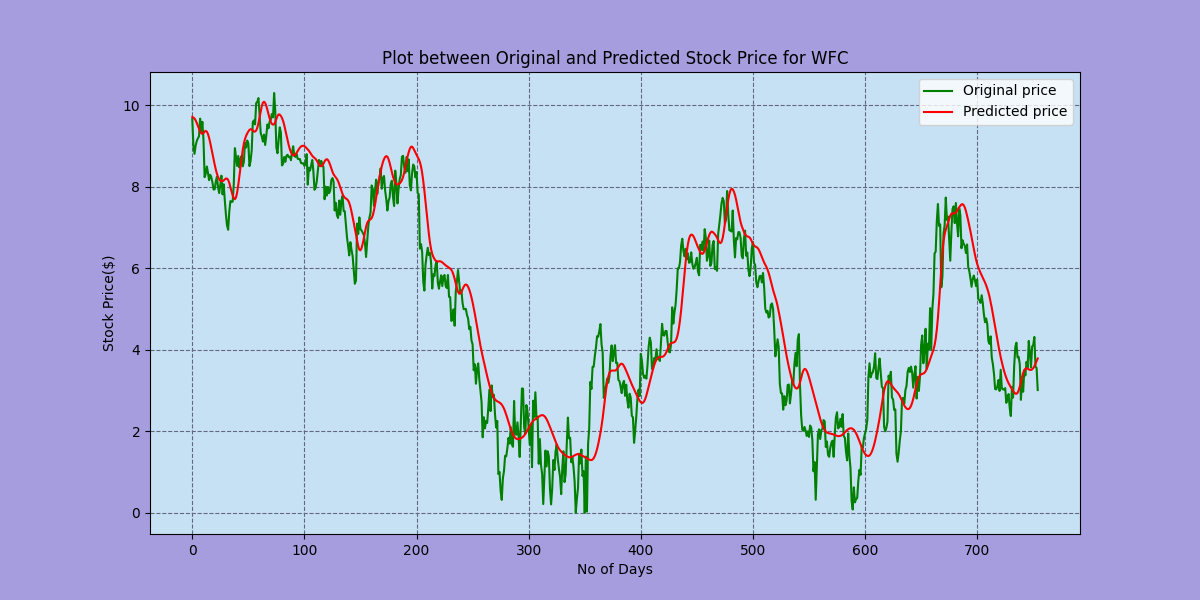 Plot between Original and Predicted Stock Price for WFC
Original price
Predicted price
10
8
6
4
2
0
Stock Price($)
0 100 200 300 400 500 600 700
No of Days